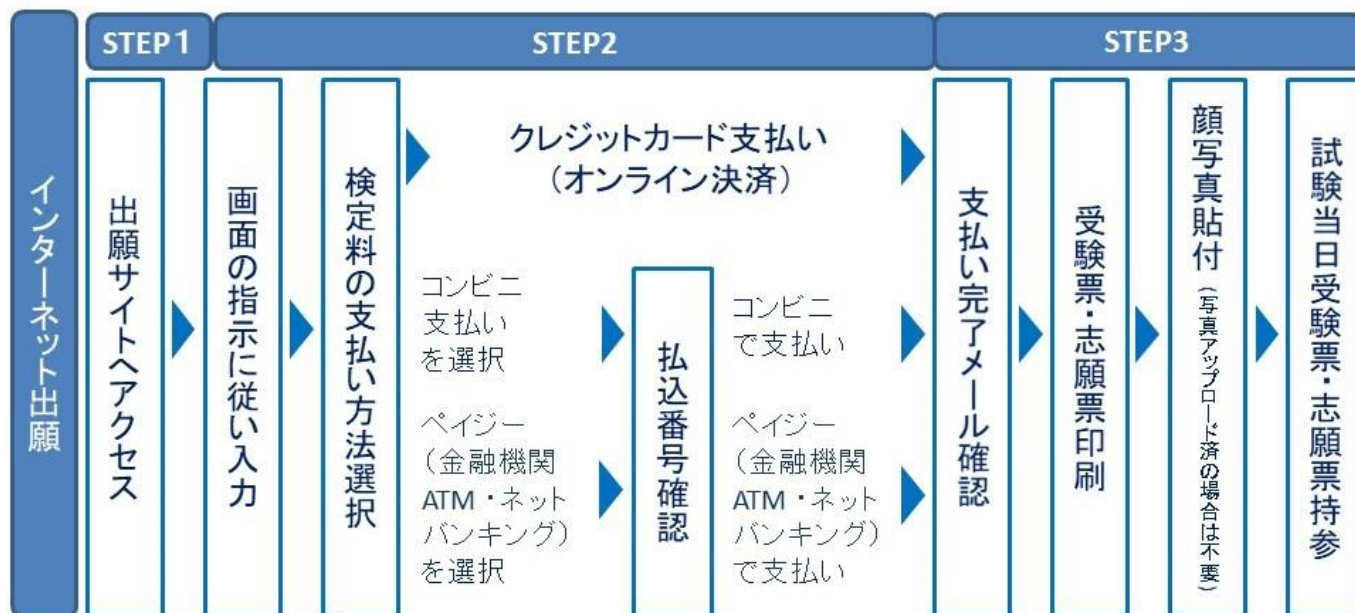 インターネット出願
STEP1
STEP2
STEP3
出願サイトへアクセス
画面の指示に従い入力
検定料の支払い方法選択
クレジットカード支払い
（オンライン決済）
コンビニ
支払い
を選択
ペイジー
（金融機関
ATM・ネット
バンキング）
を選択
払込番号確認
コンビニ
で支払い
ペイジー
（金融機関
ATM・ネット
バンキング）
で支払い
支払い完了メール確認
受験票・志願票印刷
顔写真貼付（写真アップロード済の場合は不要）
試験当日受験票・志願票持参